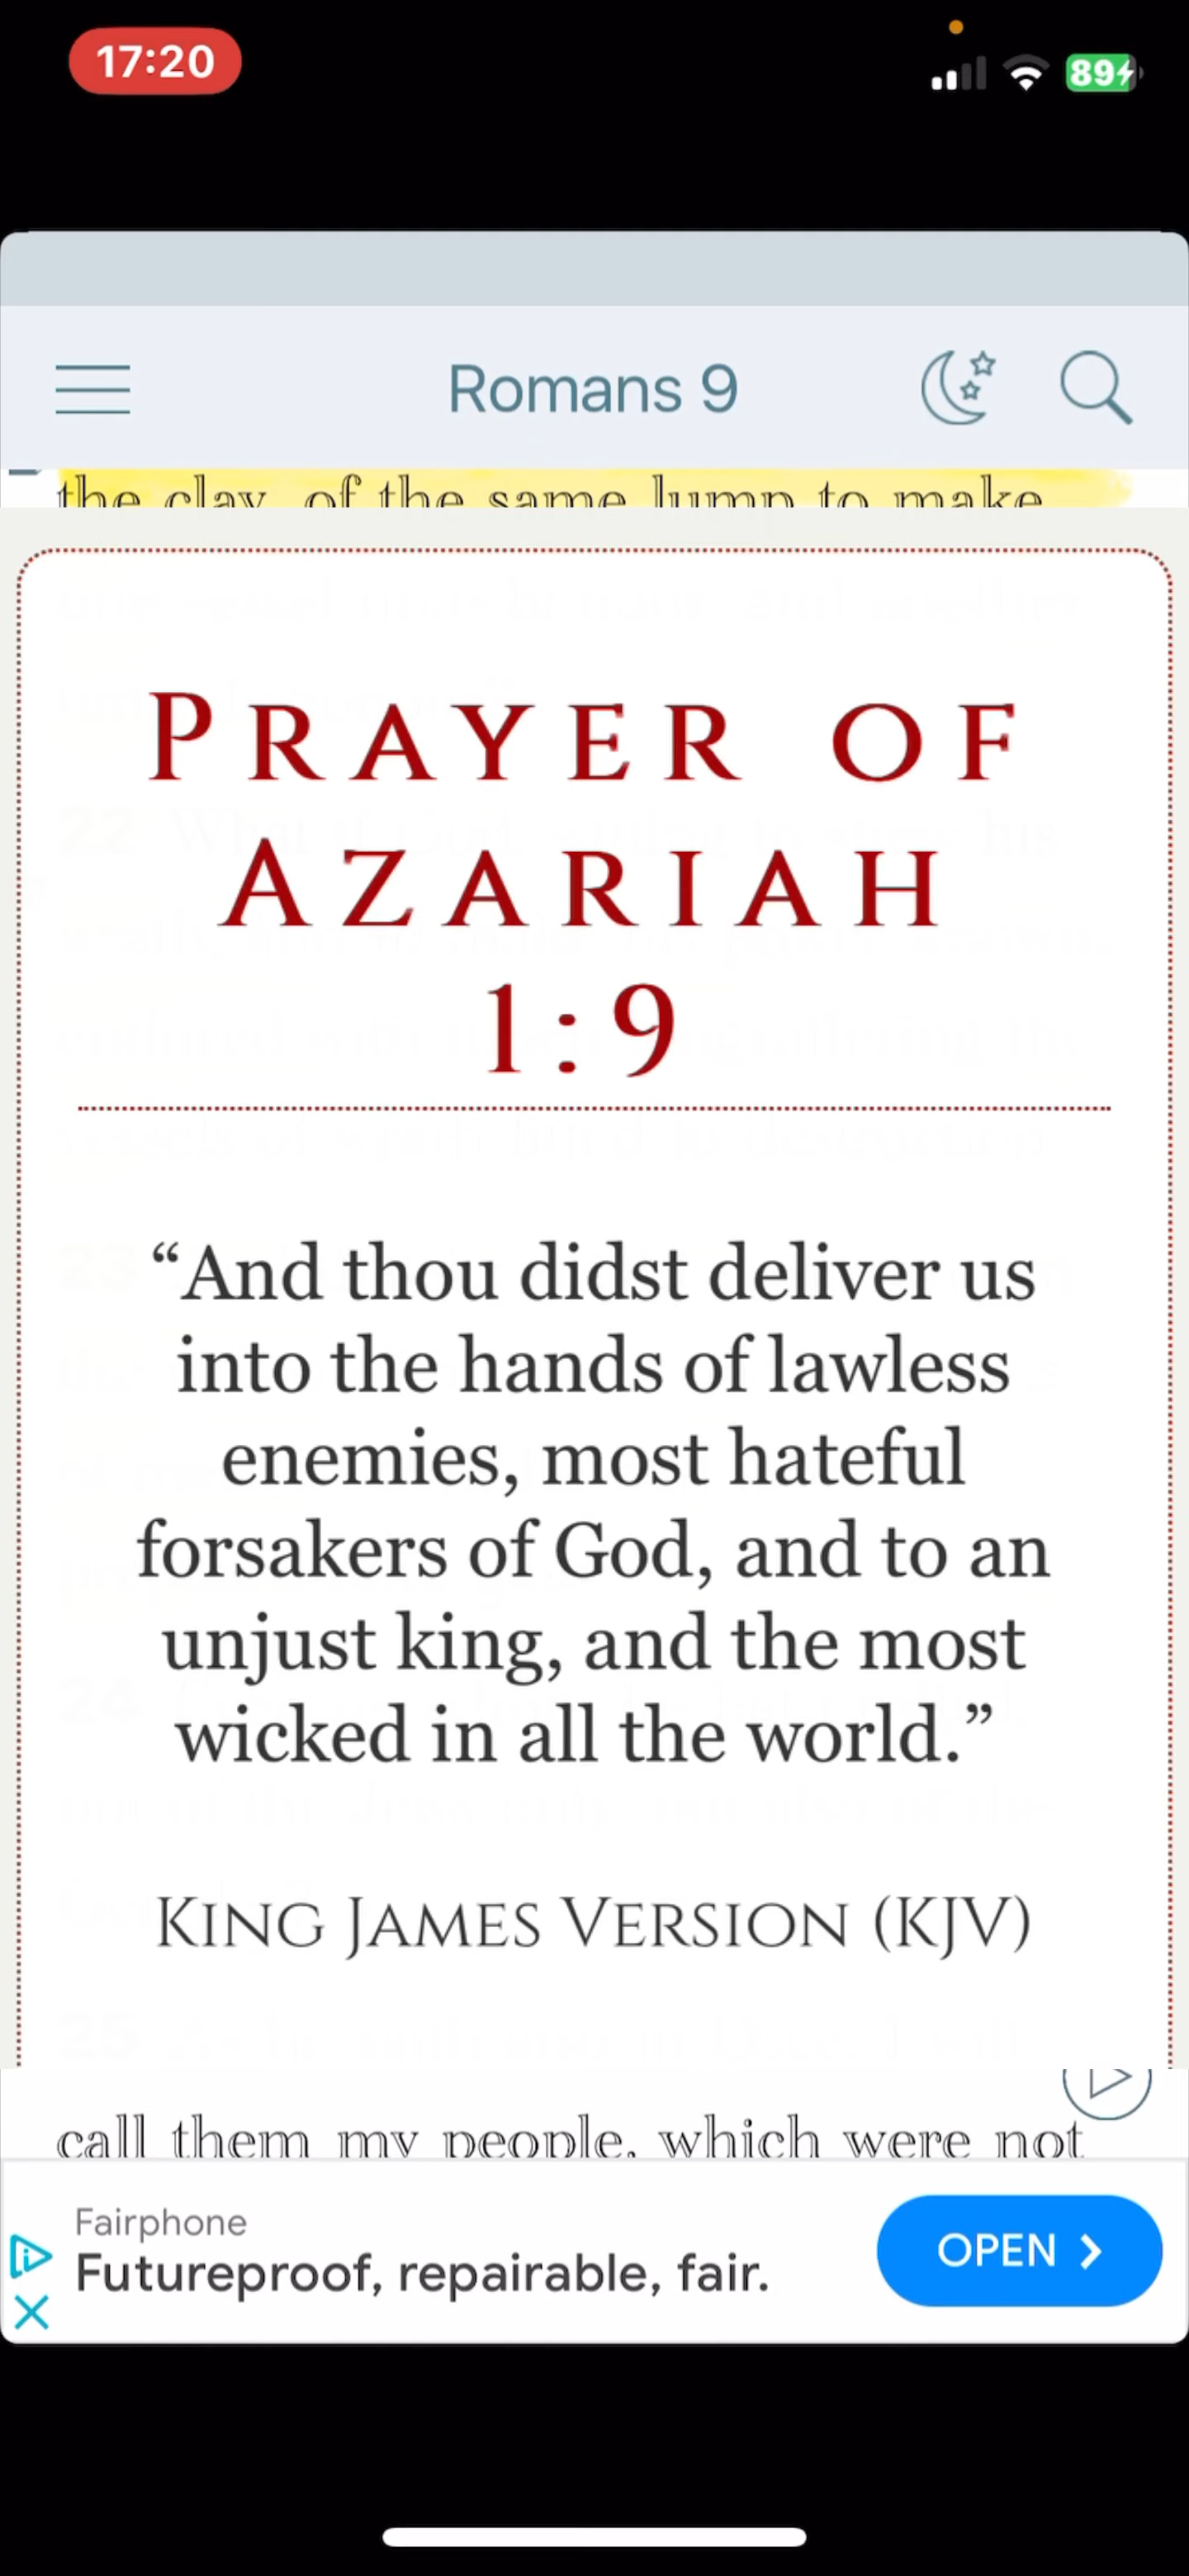 17:20
89
Romans 9
the clay, of the same lump to make
PRAYER OF
AZARIAH
1:9
“And thou didst deliver us
into the hands of lawless
enemies, most hateful
forsakers of God, and to an
unjust king, and the most
wicked in all the world.”
KING JAMES VERSION (KJV)
call them my people, which were not
Fairphone
Futureproof, repairable, fair.
OPEN